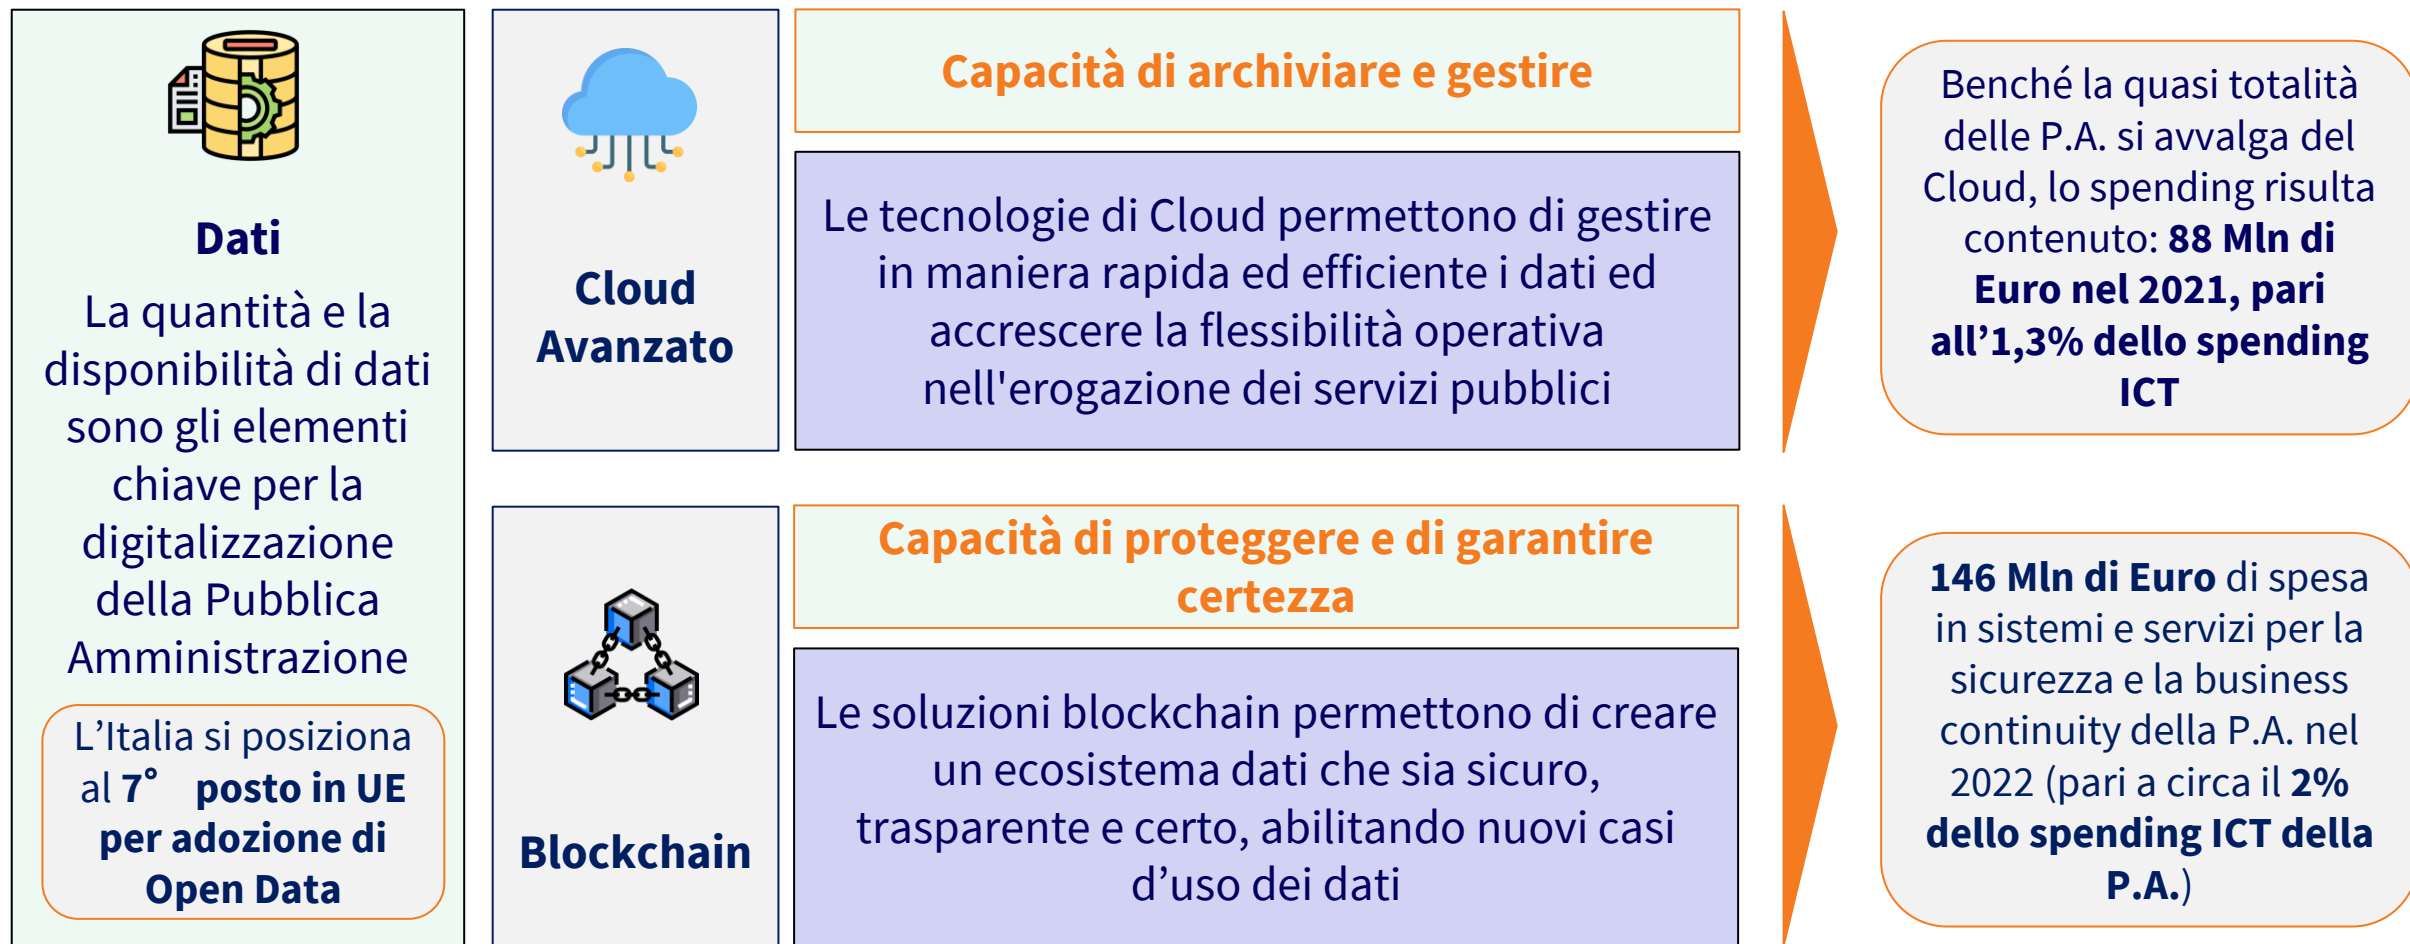 Dati
La quantità e la
disponibilità di dati
sono gli elementi
chiave per la
digitalizzazione
della Pubblica
Amministrazione
L’Italia si posiziona
al 7° posto in UE
per adozione di
Open Data
Cloud
Avanzato
Capacità di archiviare e gestire
Le tecnologie di Cloud permettono di gestire
in maniera rapida ed efficiente i dati ed
accrescere la flessibilità operativa
nell'erogazione dei servizi pubblici
Benché la quasi totalità
delle P.A. si avvalga del
Cloud, lo spending risulta
contenuto: 88 Mln di
Euro nel 2021, pari
all’1,3% dello spending
ICT
Blockchain
Capacità di proteggere e di garantire
certezza
Le soluzioni blockchain permettono di creare
un ecosistema dati che sia sicuro,
trasparente e certo, abilitando nuovi casi
d’uso dei dati
146 Mln di Euro di spesa
in sistemi e servizi per la
sicurezza e la business
continuity della P.A. nel
2022 (pari a circa il 2%
dello spending ICT della
P.A.)